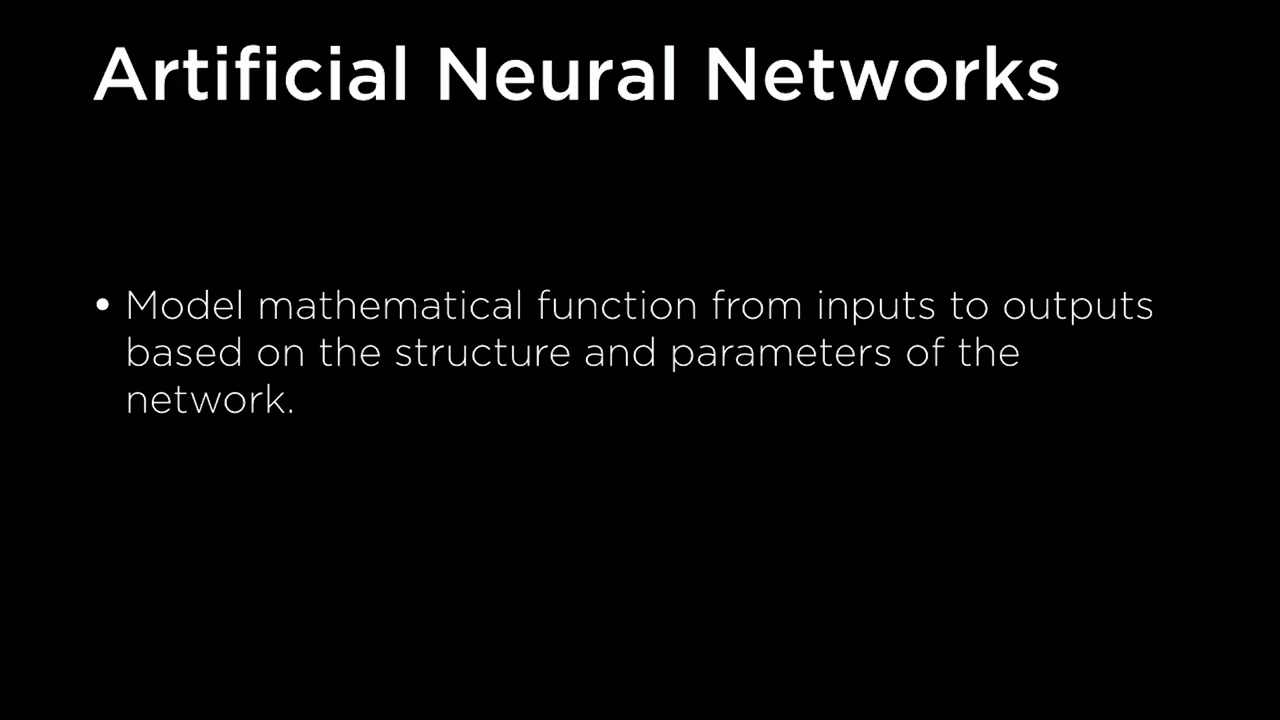 Artificial Neural Networks
• Model mathematical function from inputs to outputs
based on the structure and parameters of the
network.